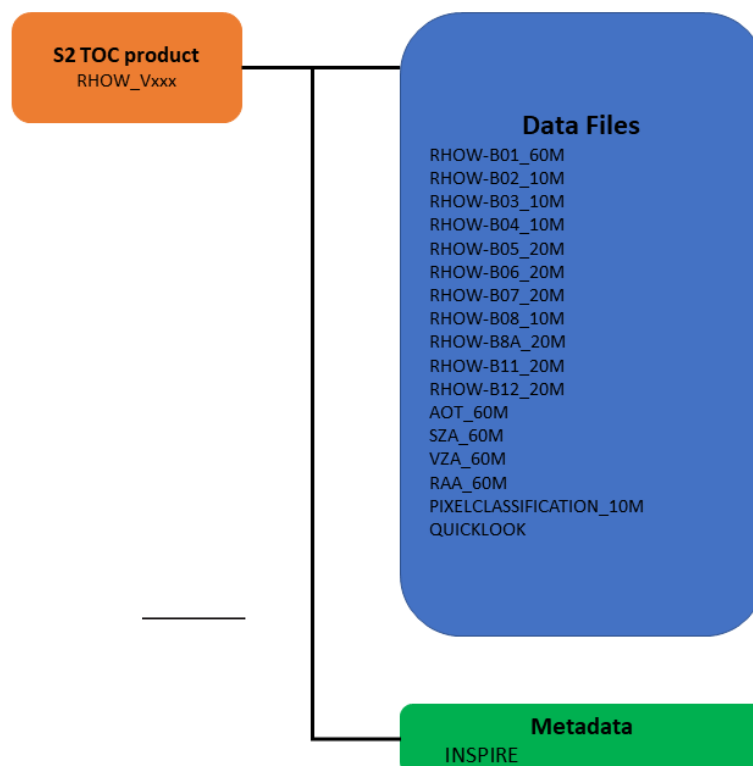 S2 TOC product
RHOW_Vxxx
Data Files
RHOW-B01_60M
RHOW-B02_10M
RHOW-B03_10M
RHOW-B04_10M
RHOW-B05_20M
RHOW-B06_20M
RHOW-B07_20M
RHOW-B08_10M
RHOW-B8A_20M
RHOW-B11_20M
RHOW-B12_20M
AOT_60M
SZA_60M
VZA_60M
RAA_60M
PIXELCLASSIFICATION_10M
QUICKLOOK
Metadata
INSPIRE